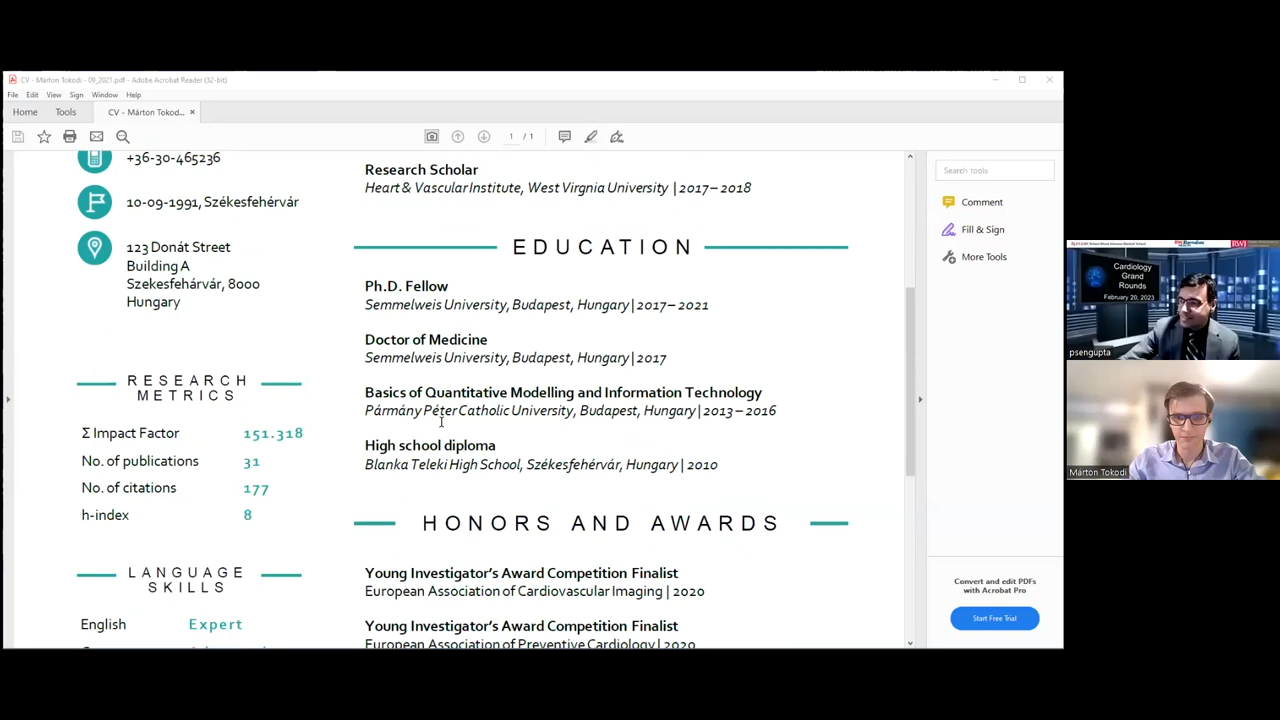 CV - Márton Tokodi - 09_2021.pdf - Adobe Acrobat Reader (32-bit)
File Edit View Sign Window Help
Home Tools CV - Márton Tokod... ×
1 / 1
+36-30-465236
10-09-1991, Székesfehérvár
123 Donát Street
Building A
Szekesfehárvár, 8000
Hungary
RESEARCH
METRICS
Σ Impact Factor 151.318
No. of publications 31
No. of citations 177
h-index 8
LANGUAGE
SKILLS
English Expert
Research Scholar
Heart & Vascular Institute, West Virgnia University | 2017 – 2018
EDUCATION
Ph.D. Fellow
Semmelweis University, Budapest, Hungary | 2017 – 2021
Doctor of Medicine
Semmelweis University, Budapest, Hungary | 2017
Basics of Quantitative Modelling and Information Technology
Pármány Péter Catholic University, Budapest, Hungary | 2013 – 2016
High school diploma
Blanka Teleki High School, Székesfehérvár, Hungary | 2010
HONORS AND AWARDS
Young Investigator's Award Competition Finalist
European Association of Cardiovascular Imaging | 2020
Young Investigator's Award Competition Finalist
European Association of Preventive Cardiology | 2020
Search tools
Comment
Fill & Sign
More Tools
Convert and edit PDFs
with Acrobat Pro
Start Free Trial
RWJ
Cardiology
Grand
Rounds
February 20, 2023
psengupta
Márton Tokodi